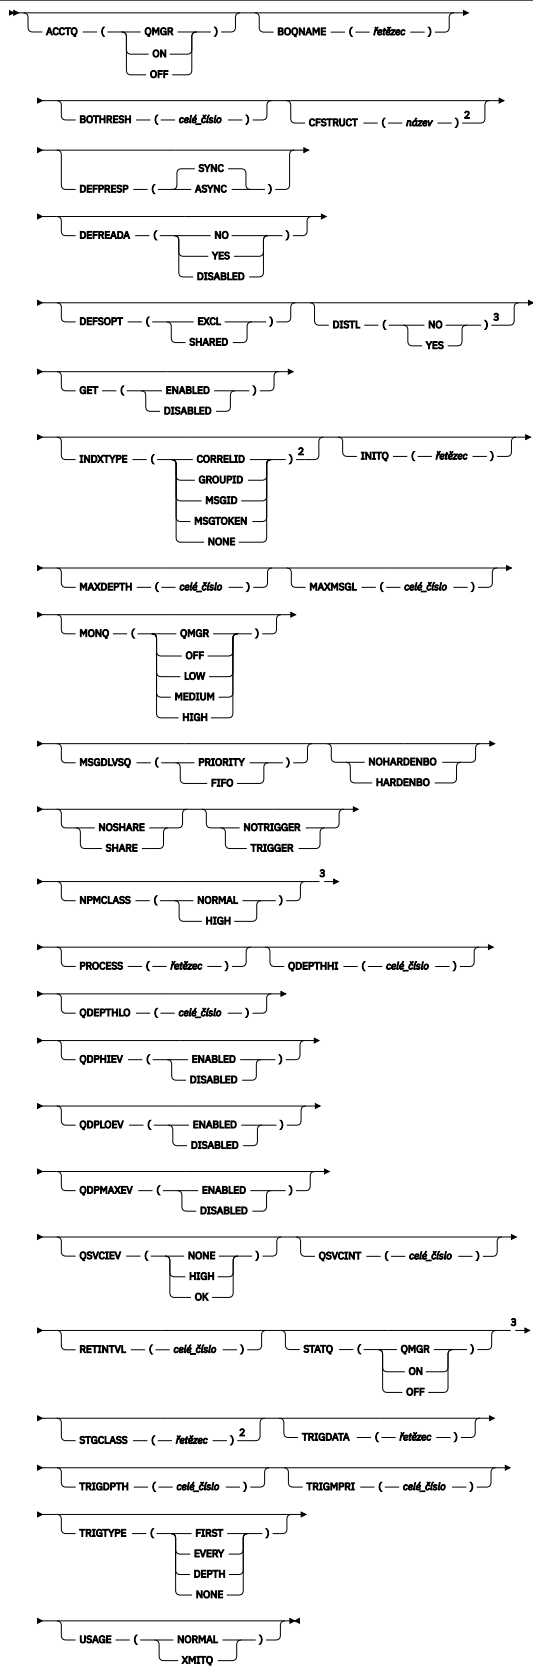 ACCTQ ( QMGR ) BOQNAME ( řetězec )
ON
OFF
BOTHRESH ( celé_číslo ) CFSTRUCT ( název ) 2
SYNC
DEFPRESP ( ASYNC )
DEFREADA ( NO )
YES
DISABLED
DEFSOPT ( EXCL ) DISTL ( NO ) 3
SHARED YES
GET ( ENABLED )
DISABLED
INDXTYPE ( CORRELID ) 2 INITQ ( řetězec )
GROUPID
MSGID
MSGTOKEN
NONE
MAXDEPTH ( celé_číslo ) MAXMSGL ( celé_číslo )
MONQ ( QMGR )
OFF
LOW
MEDIUM
HIGH
MSGDLVSQ ( PRIORITY ) NOHARDENBO
FIFO HARDENBO
NOSHARE NOTRIGGER
SHARE TRIGGER
3
NPMCLASS ( NORMAL )
HIGH
PROCESS ( řetězec ) QDEPTHHI ( celé_číslo )
QDEPTHLO ( celé_číslo )
QDPHIEV ( ENABLED )
DISABLED
QDPLOEV ( ENABLED )
DISABLED
QDPMAXEV ( ENABLED )
DISABLED
QSVCIEV ( NONE ) QSVCINT ( celé_číslo )
HIGH
OK
3
RETINTVL ( celé_číslo ) STATQ ( QMGR )
ON
OFF
STGCLASS ( řetězec ) 2 TRIGDATA ( řetězec )
TRIGDPTH ( celé_číslo ) TRIGMPRI ( celé_číslo )
TRIGTYPE ( FIRST )
EVERY
DEPTH
NONE
USAGE ( NORMAL )
XMITQ